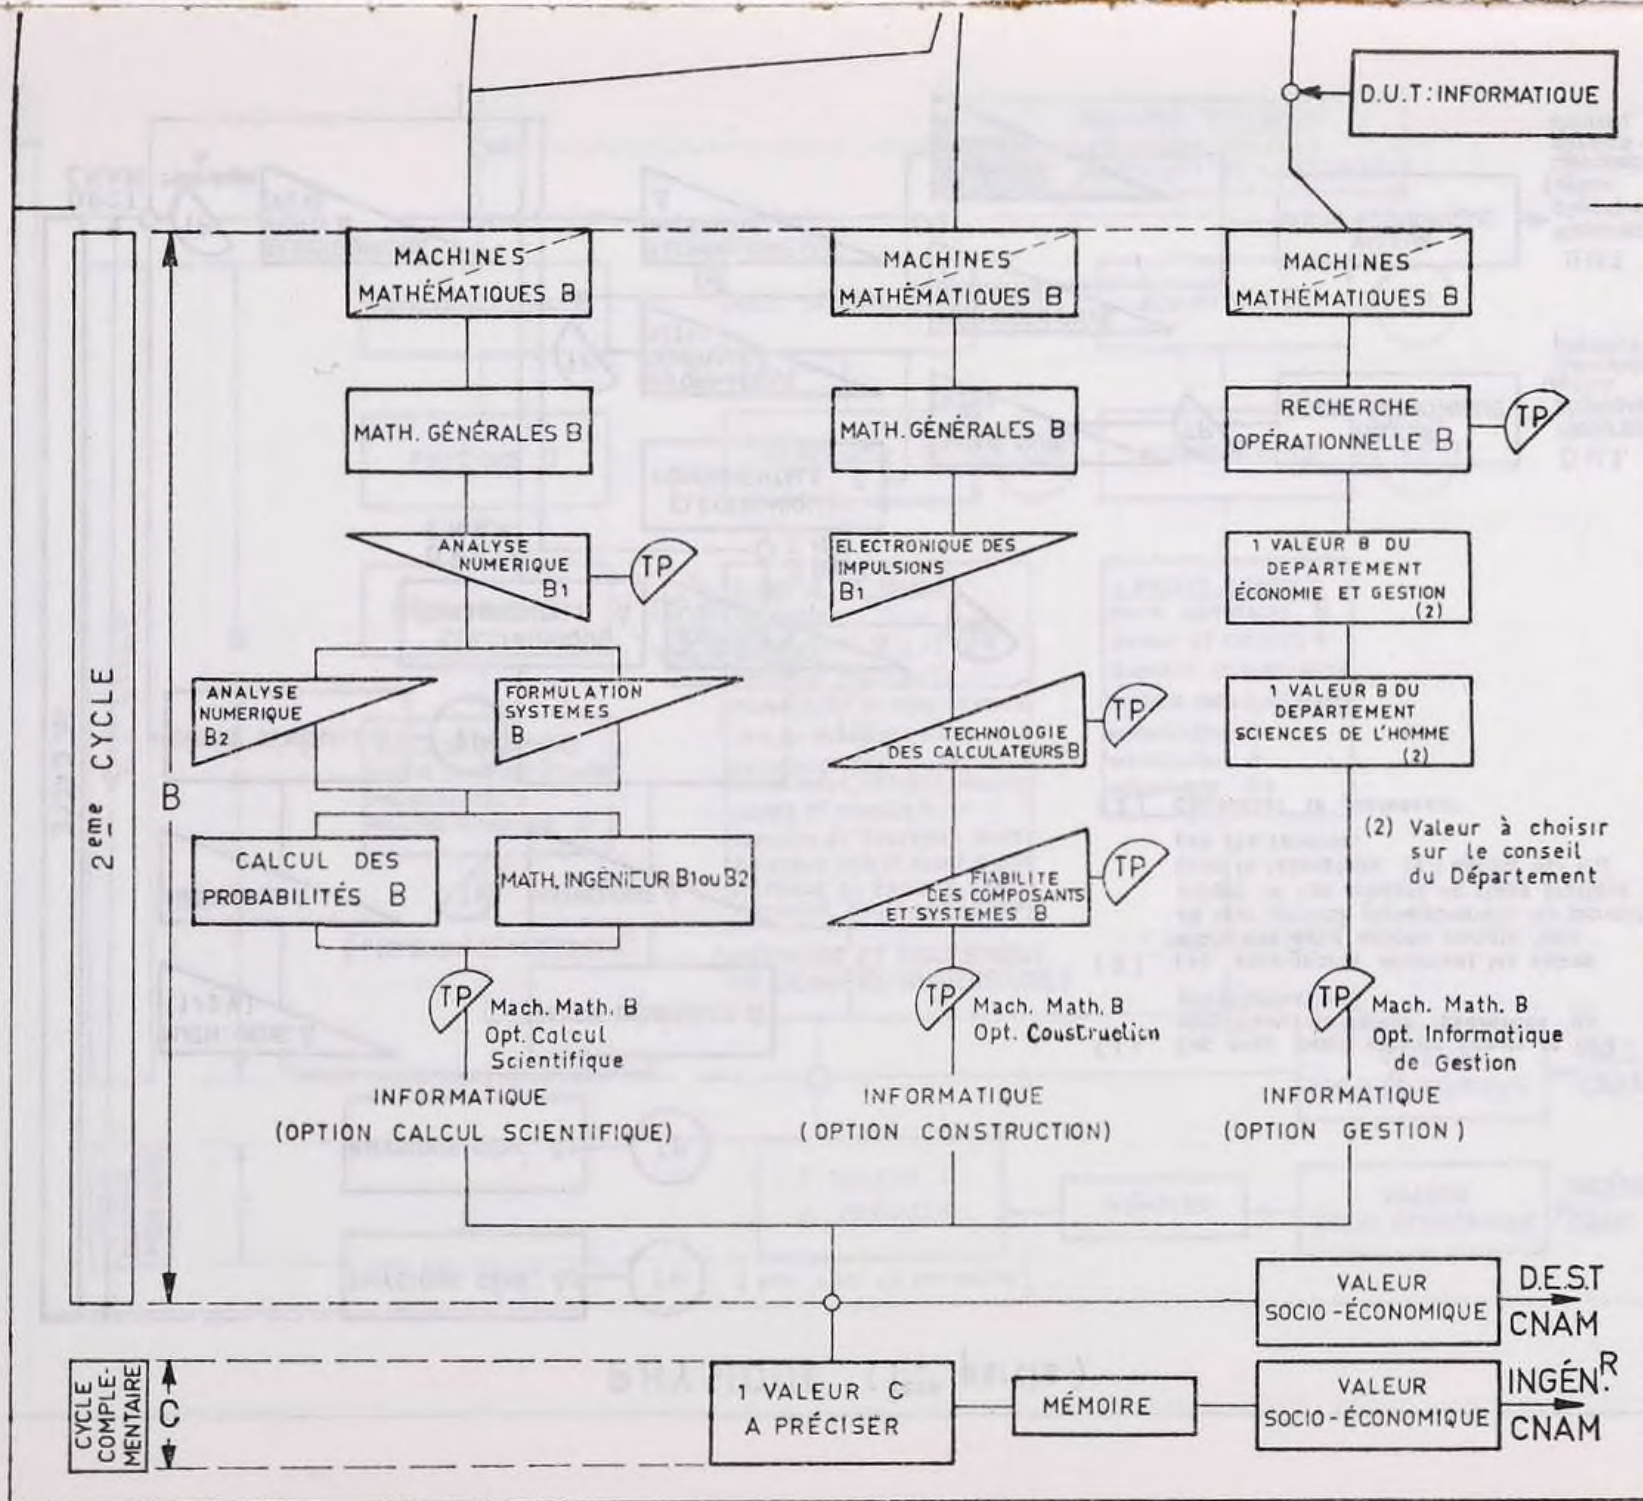 D.U.T: INFORMATIQUE
2eme CYCLE
B
MACHINES
MATHÉMATIQUES B
MATH. GÉNÉRALES B
ANALYSE
NUMERIQUE
B1
TP
ANALYSE
NUMERIQUE
B2
FORMULATION
SYSTEMES
B
CALCUL DES
PROBABILITÉS B
MATH. INGÉNIEUR B1 ou B2
TP
Mach. Math. B
Opt. Calcul
Scientifique
INFORMATIQUE
(OPTION CALCUL SCIENTIFIQUE)
MACHINES
MATHÉMATIQUES B
MATH. GÉNÉRALES B
ELECTRONIQUE DES
IMPULSIONS
B1
TECHNOLOGIE
DES CALCULATEURS B
TP
FIABILITE
DES COMPOSANTS
ET SYSTEMES B
TP
TP
Mach. Math. B
Opt. Construction
INFORMATIQUE
(OPTION CONSTRUCTION)
MACHINES
MATHÉMATIQUES B
RECHERCHE
OPÉRATIONNELLE B
TP
1 VALEUR B DU
DEPARTEMENT
ÉCONOMIE ET GESTION
(2)
1 VALEUR B DU
DEPARTEMENT
SCIENCES DE L'HOMME
(2)
(2) Valeur à choisir
sur le conseil
du Département
TP
Mach. Math. B
Opt. Informatique
de Gestion
INFORMATIQUE
(OPTION GESTION)
VALEUR
SOCIO-ÉCONOMIQUE
D.E.S.T
CNAM
CYCLE
COMPLÉ-
MENTAIRE
C
1 VALEUR C
A PRÉCISER
MÉMOIRE
VALEUR
SOCIO-ÉCONOMIQUE
INGÉN.R
CNAM